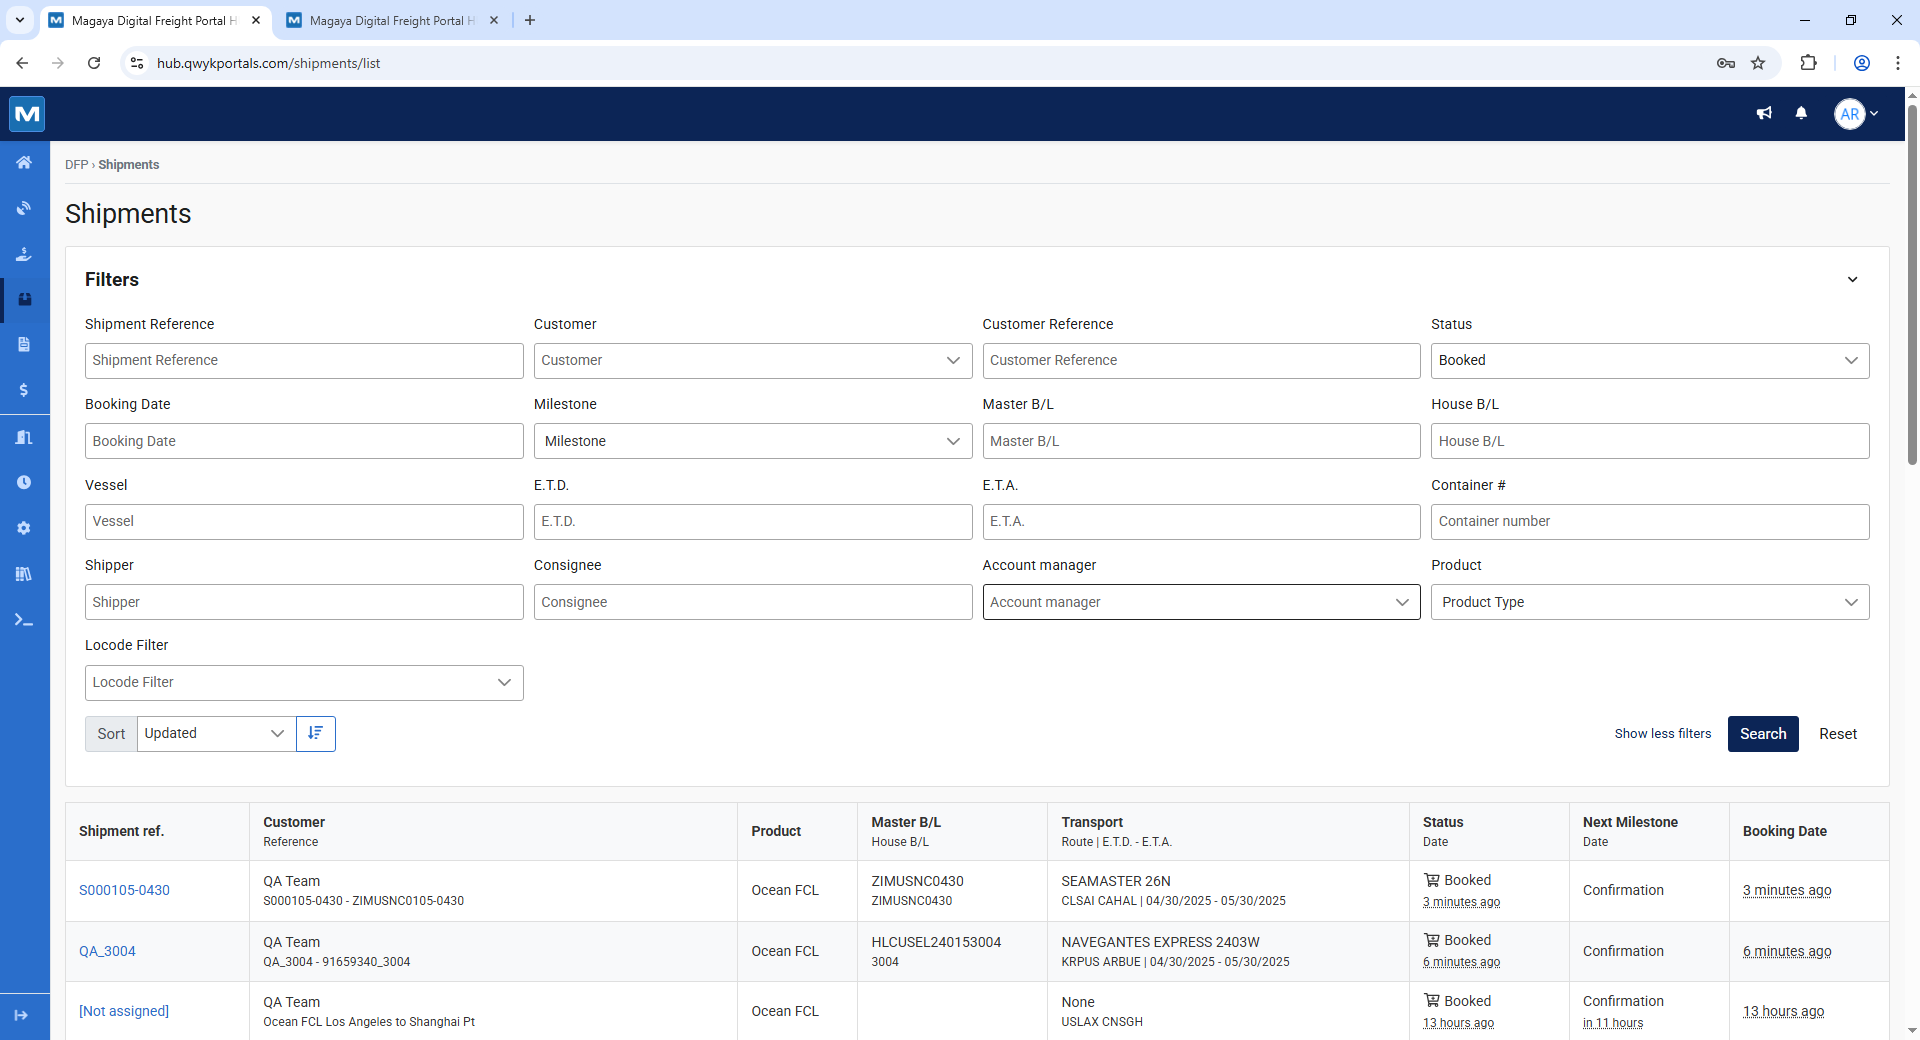 Magaya Digital Freight Portal H
Magaya Digital Freight Portal H
hub.qwykportals.com/shipments/list
M
AR
DFP › Shipments
Shipments
Filters
Shipment Reference
Customer
Customer Reference
Status
Shipment Reference
Customer
Customer Reference
Booked
Booking Date
Milestone
Master B/L
House B/L
Booking Date
Milestone
Master B/L
House B/L
Vessel
E.T.D.
E.T.A.
Container #
Vessel
E.T.D.
E.T.A.
Container number
Shipper
Consignee
Account manager
Product
Shipper
Consignee
Account manager
Product Type
Locode Filter
Locode Filter
Sort
Updated
Show less filters
Search
Reset
Shipment ref.
Customer
Reference
Product
Master B/L
House B/L
Transport
Route | E.T.D. - E.T.A.
Status
Date
Next Milestone
Date
Booking Date
S000105-0430
QA Team
S000105-0430 - ZIMUSNC0105-0430
Ocean FCL
ZIMUSNC0430
ZIMUSNC0430
SEAMASTER 26N
CLSAI CAHAL | 04/30/2025 - 05/30/2025
Booked
3 minutes ago
Confirmation
3 minutes ago
QA_3004
QA Team
QA_3004 - 91659340_3004
Ocean FCL
HLCUSEL240153004
3004
NAVEGANTES EXPRESS 2403W
KRPUS ARBUE | 04/30/2025 - 05/30/2025
Booked
6 minutes ago
Confirmation
6 minutes ago
[Not assigned]
QA Team
Ocean FCL Los Angeles to Shanghai Pt
Ocean FCL
None
USLAX CNSGH
Booked
13 hours ago
Confirmation
in 11 hours
13 hours ago